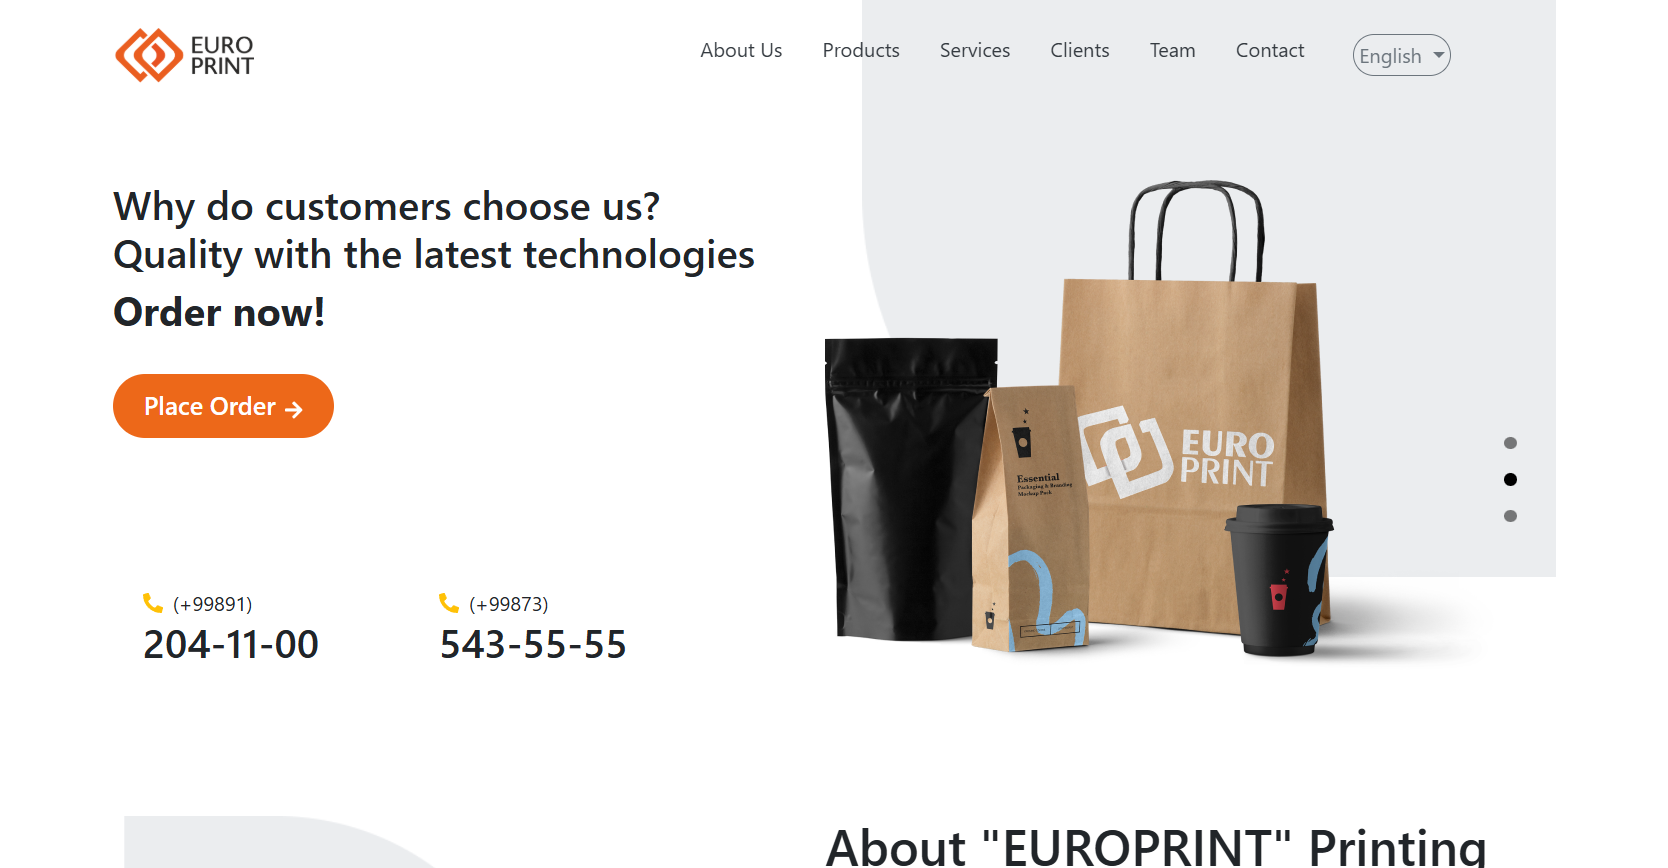 EURO
PRINT
About Us
Products
Services
Clients
Team
Contact
English
Why do customers choose us?
Quality with the latest technologies
Order now!
Place Order
(+99891)
204-11-00
(+99873)
543-55-55
EURO
PRINT
Essential
Packaging & Branding
Mockup Pack
About "EUROPRINT" Printing